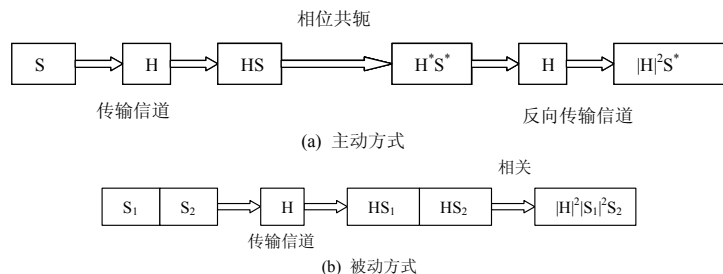 相位共轭
S H HS H*S* H |H|²S*
传输信道 反向传输信道
(a) 主动方式
相关
S₁ S₂ H HS₁ HS₂ |H|²|S₁|²S₂
传输信道
(b) 被动方式